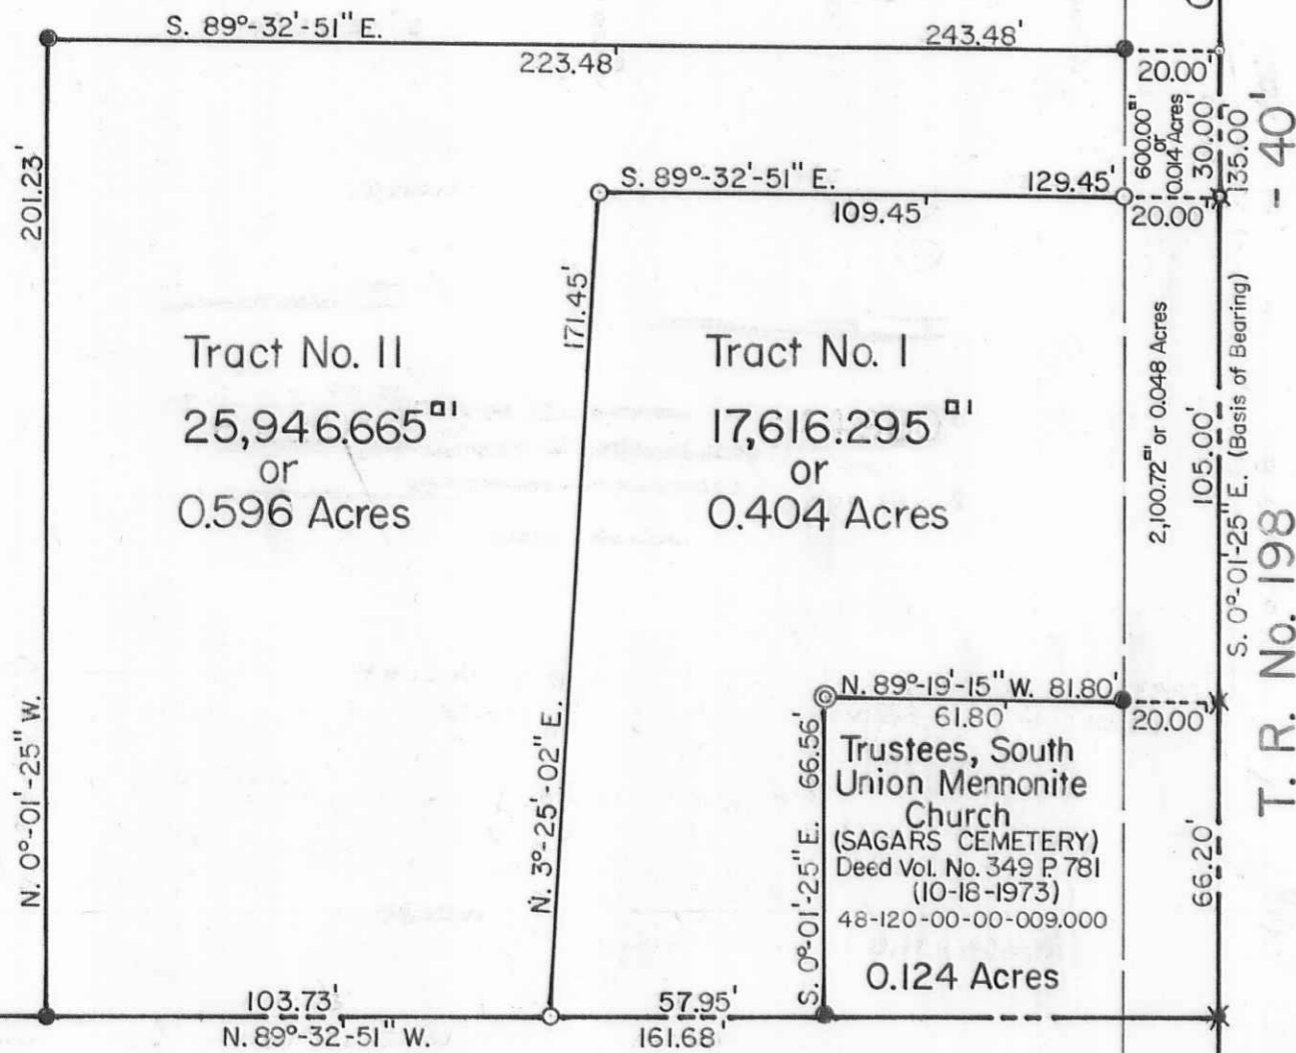 S. 89°-32'-51" E.
243.48'
223.48'
20.00'
600.00⁻'
or
0.014 Acres
30.00'
135.00'
201.23'
S. 89°-32'-51" E.
129.45'
109.45'
20.00'
171.45'
Tract No. II
25,946.665⁻'
or
0.596 Acres
Tract No. I
17,616.295⁻'
or
0.404 Acres
2,100.72⁻' or 0.048 Acres
105.00'
S. 0°-01'-25" E. (Basis of Bearing)
T. R. No. 198 - 40'
N. 0°-01'-25" W.
N. 3°-25'-02" E.
N. 89°-19'-15" W. 81.80'
61.80'
20.00'
S. 0°-01'-25" E. 66.56'
Trustees, South
Union Mennonite
Church
(SAGARS CEMETERY)
Deed Vol. No. 349 P. 781
(10-18-1973)
48-120-00-00-009.000
0.124 Acres
66.20'
103.73'
57.95'
N. 89°-32'-51" W.
161.68'